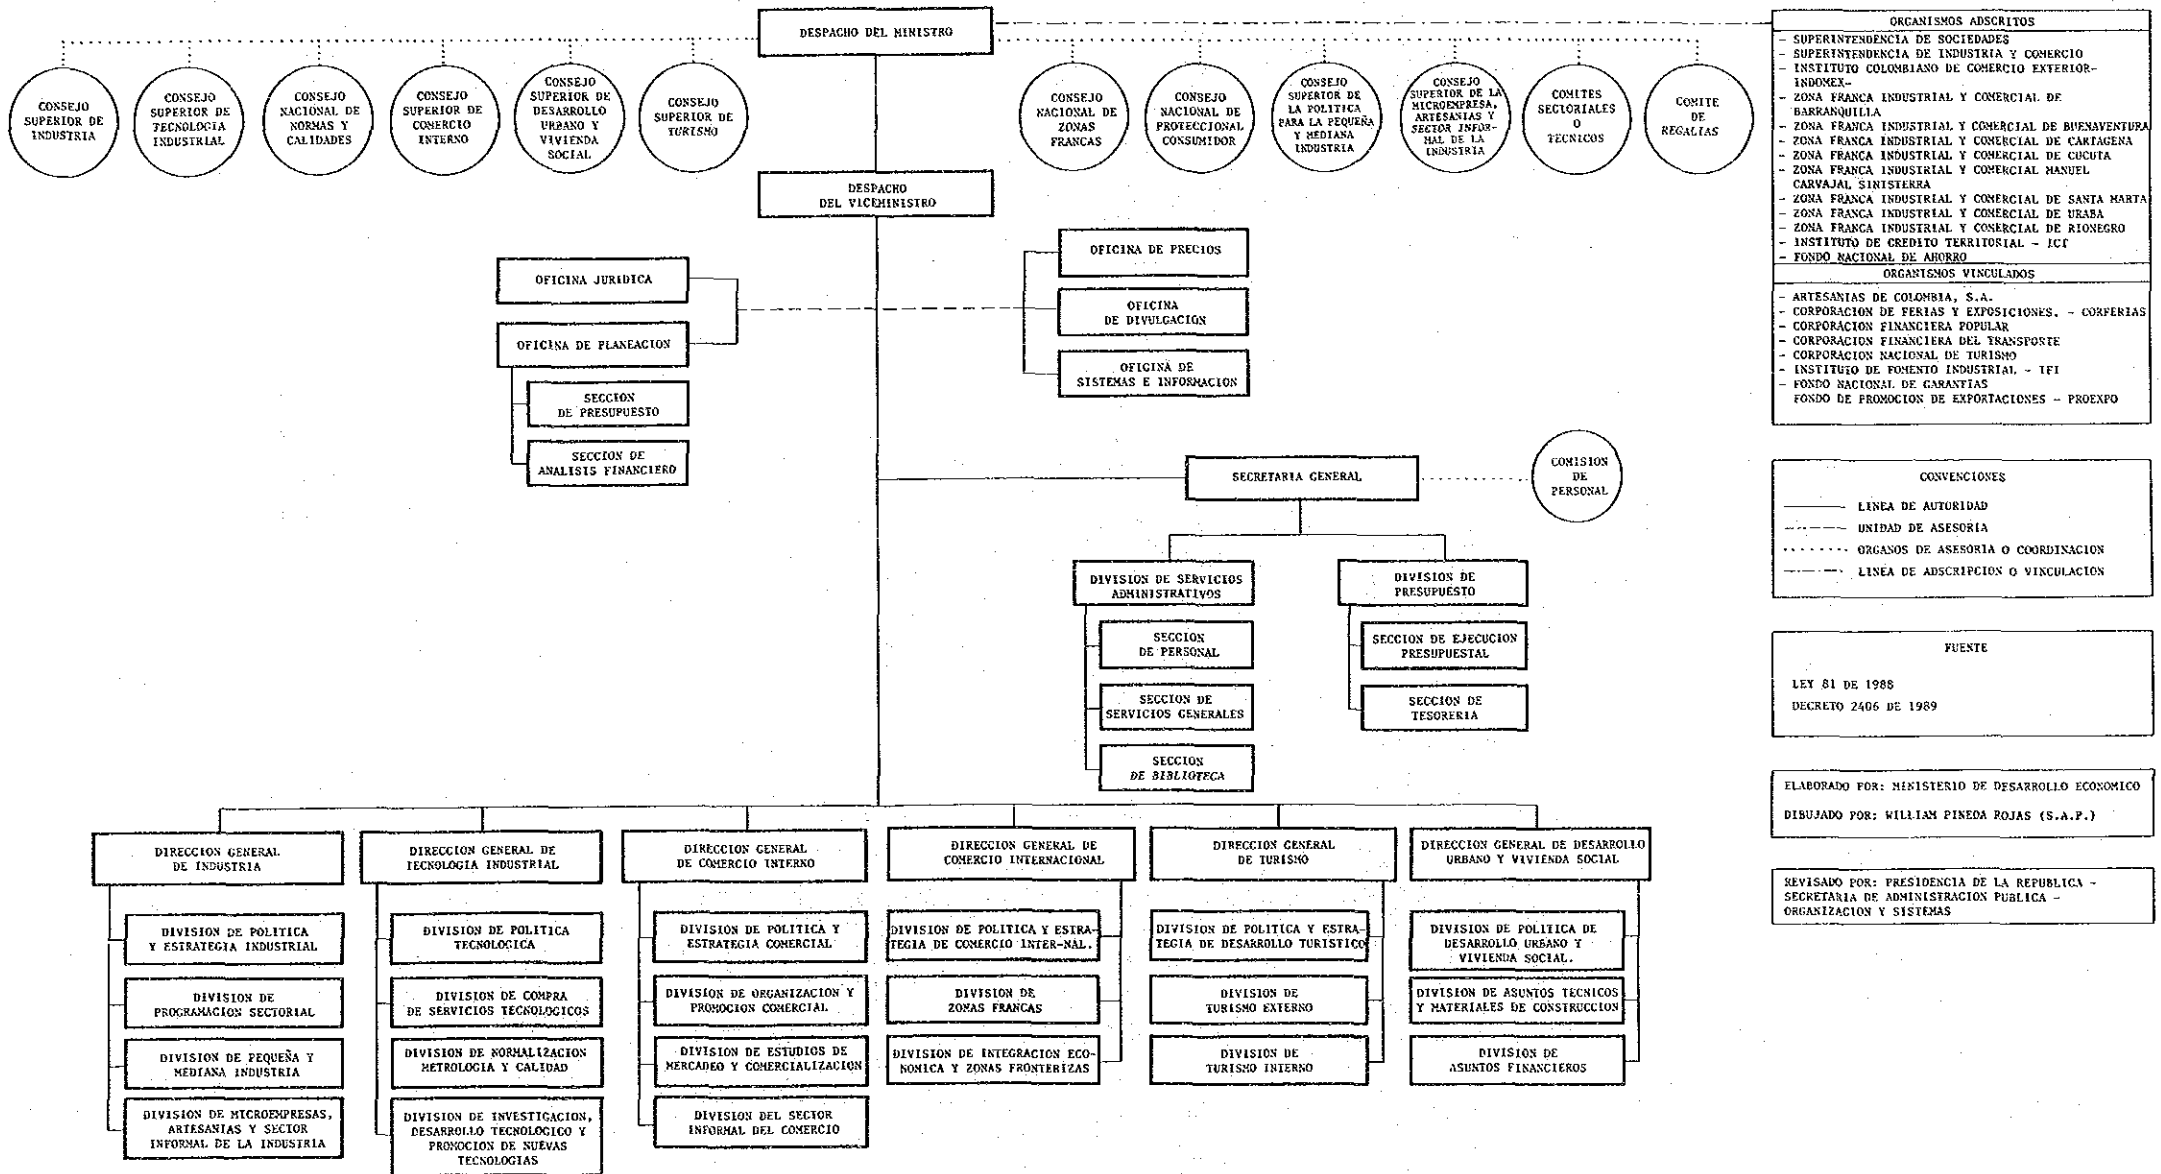 DESPACHO DEL MINISTRO
CONSEJO
SUPERIOR DE
INDUSTRIA
CONSEJO
SUPERIOR DE
TECNOLOGIA
INDUSTRIAL
CONSEJO
NACIONAL DE
NORMAS Y
CALIDADES
CONSEJO
SUPERIOR DE
COMERCIO
INTERNO
CONSEJO
SUPERIOR DE
DESARROLLO
URBANO Y
VIVIENDA
SOCIAL
CONSEJO
SUPERIOR DE
TURISMO
CONSEJO
NACIONAL DE
ZONAS
FRANCAS
CONSEJO
NACIONAL DE
PROTECCIONAL
CONSUMIDOR
CONSEJO
SUPERIOR DE
LA POLITICA
PARA LA PEQUEÑA
Y MEDIANA
INDUSTRIA
CONSEJO
SUPERIOR DE LA
MICROEMPRESA,
ARTESANIAS Y
SECTOR INFOR-
MAL DE LA
INDUSTRIA
COMITES
SECTORIALES
O
TECNICOS
COMITE
DE
REGALIAS
DESPACHO
DEL VICEMINISTRO
OFICINA JURIDICA
OFICINA DE PLANEACION
SECCION
DE PRESUPUESTO
SECCION DE
ANALISIS FINANCIERO
OFICINA DE PRECIOS
OFICINA
DE DIVULGACION
OFICINA DE
SISTEMAS E INFORMACION
SECRETARIA GENERAL
COMISION
DE
PERSONAL
DIVISION DE SERVICIOS
ADMINISTRATIVOS
SECCION
DE PERSONAL
SECCION DE
SERVICIOS GENERALES
SECCION
DE BIBLIOTECA
DIVISION DE
PRESUPUESTO
SECCION DE EJECUCION
PRESUPUESTAL
SECCION DE
TESORERIA
DIRECCION GENERAL
DE INDUSTRIA
DIVISION DE POLITICA
Y ESTRATEGIA INDUSTRIAL
DIVISION DE
PROGRAMACION SECTORIAL
DIVISION DE PEQUEÑA Y
MEDIANA INDUSTRIA
DIVISION DE MICROEMPRESAS,
ARTESANIAS Y SECTOR
INFORMAL DE LA INDUSTRIA
DIRECCION GENERAL DE
TECNOLOGIA INDUSTRIAL
DIVISION DE POLITICA
TECNOLOGICA
DIVISION DE COMPRA
DE SERVICIOS TECNOLOGICOS
DIVISION DE NORMALIZACION
METROLOGIA Y CALIDAD
DIVISION DE INVESTIGACION,
DESARROLLO TECNOLOGICO Y
PROMOCION DE NUEVAS
TECNOLOGIAS
DIRECCION GENERAL
DE COMERCIO INTERNO
DIVISION DE POLITICA Y
ESTRATEGIA COMERCIAL
DIVISION DE ORGANIZACION Y
PROMOCION COMERCIAL
DIVISION DE ESTUDIOS DE
MERCADEO Y COMERCIALIZACION
DIVISION DEL SECTOR
INFORMAL DEL COMERCIO
DIRECCION GENERAL DE
COMERCIO INTERNACIONAL
DIVISION DE POLITICA Y ESTRA-
TEGIA DE COMERCIO INTER-NAL.
DIVISION DE
ZONAS FRANCAS
DIVISION DE INTEGRACION ECO-
NOMICA Y ZONAS FRONTERIZAS
DIRECCION GENERAL
DE TURISMO
DIVISION DE POLITICA Y ESTRA-
TEGIA DE DESARROLLO TURISTICO
DIVISION DE
TURISMO EXTERNO
DIVISION DE
TURISMO INTERNO
DIRECCION GENERAL DE DESARROLLO
URBANO Y VIVIENDA SOCIAL
DIVISION DE POLITICA DE
DESARROLLO URBANO Y
VIVIENDA SOCIAL.
DIVISION DE ASUNTOS TECNICOS
Y MATERIALES DE CONSTRUCCION
DIVISION DE
ASUNTOS FINANCIEROS
ORGANISMOS ADSCRITOS
- SUPERINTENDENCIA DE SOCIEDADES
- SUPERINTENDENCIA DE INDUSTRIA Y COMERCIO
- INSTITUTO COLOMBIANO DE COMERCIO EXTERIOR-
INDOMEX-
- ZONA FRANCA INDUSTRIAL Y COMERCIAL DE
BARRANQUILLA
- ZONA FRANCA INDUSTRIAL Y COMERCIAL DE BUENAVENTURA
- ZONA FRANCA INDUSTRIAL Y COMERCIAL DE CARTAGENA
- ZONA FRANCA INDUSTRIAL Y COMERCIAL DE CUCUTA
- ZONA FRANCA INDUSTRIAL Y COMERCIAL MANUEL
CARVAJAL SINISTERRA
- ZONA FRANCA INDUSTRIAL Y COMERCIAL DE SANTA MARTA
- ZONA FRANCA INDUSTRIAL Y COMERCIAL DE URABA
- ZONA FRANCA INDUSTRIAL Y COMERCIAL DE RIONEGRO
- INSTITUTO DE CREDITO TERRITORIAL - ICT
- FONDO NACIONAL DE AHORRO
ORGANISMOS VINCULADOS
- ARTESANIAS DE COLOMBIA, S.A.
- CORPORACION DE FERIAS Y EXPOSICIONES. - CORFERIAS
- CORPORACION FINANCIERA POPULAR
- CORPORACION FINANCIERA DEL TRANSPORTE
- CORPORACION NACIONAL DE TURISMO
- INSTITUTO DE FOMENTO INDUSTRIAL - IFI
- FONDO NACIONAL DE GARANTIAS
FONDO DE PROMOCION DE EXPORTACIONES - PROEXPO
CONVENCIONES
LINEA DE AUTORIDAD
UNIDAD DE ASESORIA
ORGANOS DE ASESORIA O COORDINACION
LINEA DE ADSCRIPCION O VINCULACION
FUENTE
LEY 81 DE 1988
DECRETO 2406 DE 1989
ELABORADO POR: MINISTERIO DE DESARROLLO ECONOMICO
DIBUJADO POR: WILLIAM PINEDA ROJAS (S.A.P.)
REVISADO POR: PRESIDENCIA DE LA REPUBLICA -
SECRETARIA DE ADMINISTRACION PUBLICA -
ORGANIZACION Y SISTEMAS